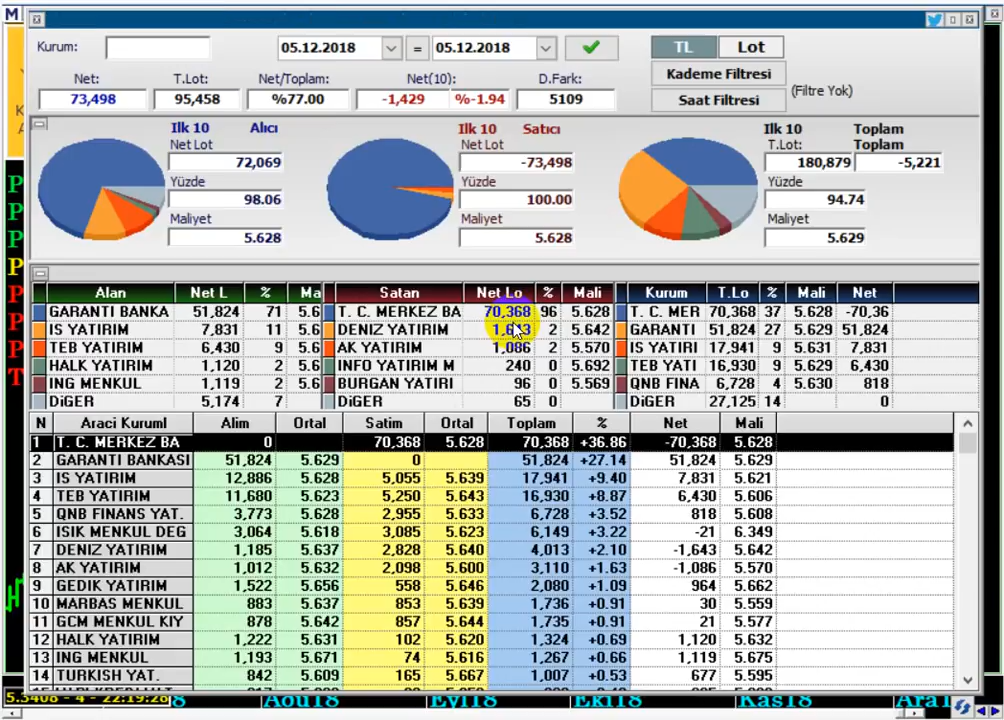 M
Kurum: 05.12.2018 = 05.12.2018 TL Lot
Kademe Filtresi
Saat Filtresi (Filtre Yok)
Net: T.Lot: Net/Toplam: Net(10): D.Fark:
73,498 95,458 %77.00 -1,429 %-1.94 5109
Ilk 10 Alıcı
Net Lot
72,069
Yüzde
98.06
Maliyet
5.628
Ilk 10 Satıcı
Net Lot
-73,498
Yüzde
100.00
Maliyet
5.628
Ilk 10 Toplam
T.Lot: Toplam
180,879 -5,221
Yüzde
94.74
Maliyet
5.629
Alan Net L % Ma Satan Net Lo % Mali Kurum T.Lo % Mali Net
GARANTI BANKA 51,824 71 5.6 T. C. MERKEZ BA 70,368 96 5.628 T. C. MER 70,368 37 5.628 -70,36
IS YATIRIM 7,831 11 5.6 DENIZ YATIRIM 2 5.642 GARANTI 51,824 27 5.629 51,824
TEB YATIRIM 6,430 9 5.6 AK YATIRIM 1,086 2 5.570 IS YATIRI 17,941 9 5.631 7,831
HALK YATIRIM 1,120 2 5.6 INFO YATIRIM M 240 0 5.692 TEB YATI 16,930 9 5.629 6,430
ING MENKUL 1,119 2 5.6 BURGAN YATIRI 96 0 5.569 QNB FINA 6,728 4 5.630 818
DiGER 5,174 7 DiGER 65 0 DiGER 27,125 14 0
N Araci Kuruml Alim Ortal Satim Ortal Toplam % Net Mali
1 T. C. MERKEZ BA 0 70,368 5.628 70,368 +36.86 -70,368 5.628
2 GARANTI BANKASI 51,824 5.629 0 51,824 +27.14 51,824 5.629
3 IS YATIRIM 12,886 5.628 5,055 5.639 17,941 +9.40 7,831 5.621
4 TEB YATIRIM 11,680 5.623 5,250 5.643 16,930 +8.87 6,430 5.606
5 QNB FINANS YAT. 3,773 5.628 2,955 5.633 6,728 +3.52 818 5.608
6 ISIK MENKUL DEG 3,064 5.618 3,085 5.623 6,149 +3.22 -21 6.349
7 DENIZ YATIRIM 1,185 5.637 2,828 5.640 4,013 +2.10 -1,643 5.642
8 AK YATIRIM 1,012 5.632 2,098 5.600 3,110 +1.63 -1,086 5.570
9 GEDIK YATIRIM 1,522 5.656 558 5.646 2,080 +1.09 964 5.662
10 MARBAS MENKUL 883 5.637 853 5.639 1,736 +0.91 30 5.559
11 GCM MENKUL KIY 878 5.642 857 5.644 1,735 +0.91 21 5.577
12 HALK YATIRIM 1,222 5.631 102 5.620 1,324 +0.69 1,120 5.632
13 ING MENKUL 1,193 5.671 74 5.616 1,267 +0.66 1,119 5.675
14 TURKISH YAT. 842 5.609 165 5.667 1,007 +0.53 677 5.595
22:19:28 Ağu18 Eyl18 Eki18 Kas18 Ara1